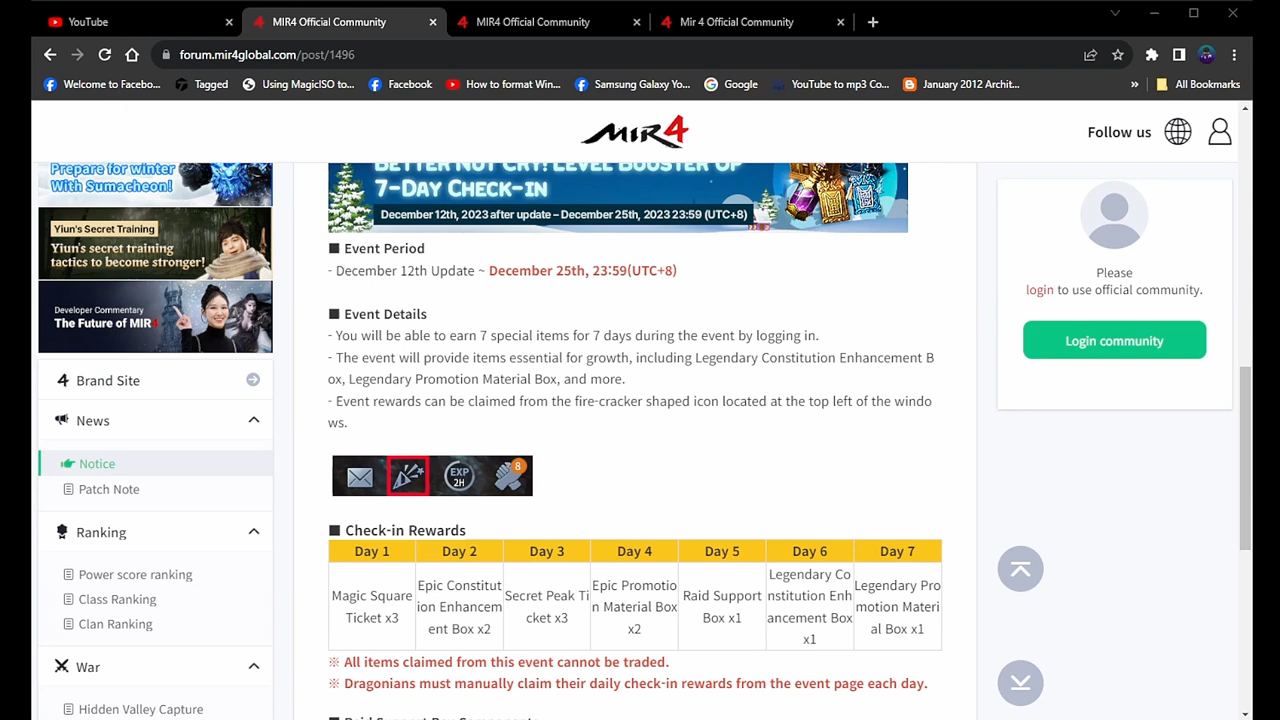 YouTube
MIR4 Official Community
MIR4 Official Community
Mir 4 Official Community
forum.mir4global.com/post/1496
Welcome to Facebo...
Tagged
Using MagicISO to...
Facebook
How to format Win...
Samsung Galaxy Yo...
Google
YouTube to mp3 Co...
January 2012 Archit...
»
All Bookmarks
MIR4
Follow us
Prepare for winter
With Sumacheon!
Yiun's Secret Training
Yiun's secret training
tactics to become stronger!
Developer Commentary
The Future of MIR4
Brand Site
News
Notice
Patch Note
Ranking
Power score ranking
Class Ranking
Clan Ranking
War
Hidden Valley Capture
BETTER NOT CRY! LEVEL BOOSTER UP
7-DAY CHECK-IN
December 12th, 2023 after update – December 25th, 2023 23:59 (UTC+8)
■ Event Period
- December 12th Update ~ December 25th, 23:59(UTC+8)
■ Event Details
- You will be able to earn 7 special items for 7 days during the event by logging in.
- The event will provide items essential for growth, including Legendary Constitution Enhancement B
ox, Legendary Promotion Material Box, and more.
- Event rewards can be claimed from the fire-cracker shaped icon located at the top left of the windo
ws.
EXP
2H
8
■ Check-in Rewards
Day 1 Day 2 Day 3 Day 4 Day 5 Day 6 Day 7
Magic Square
Ticket x3
Epic Constitut
ion Enhancem
ent Box x2
Secret Peak Ti
cket x3
Epic Promotio
n Material Box
x2
Raid Support
Box x1
Legendary Co
nstitution Enh
ancement Box
x1
Legendary Pro
motion Materi
al Box x1
※ All items claimed from this event cannot be traded.
※ Dragonians must manually claim their daily check-in rewards from the event page each day.
■ Raid Support Box Components
Please
login to use official community.
Login community